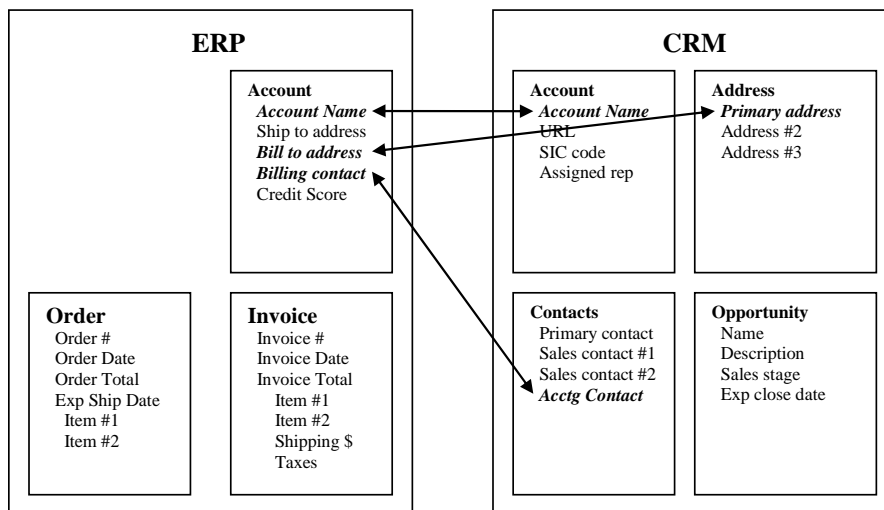 ERP
Account
Account Name
Ship to address
Bill to address
Billing contact
Credit Score
Order
Order #
Order Date
Order Total
Exp Ship Date
Item #1
Item #2
Invoice
Invoice #
Invoice Date
Invoice Total
Item #1
Item #2
Shipping $
Taxes
CRM
Account
Account Name
URL
SIC code
Assigned rep
Address
Primary address
Address #2
Address #3
Contacts
Primary contact
Sales contact #1
Sales contact #2
Acctg Contact
Opportunity
Name
Description
Sales stage
Exp close date